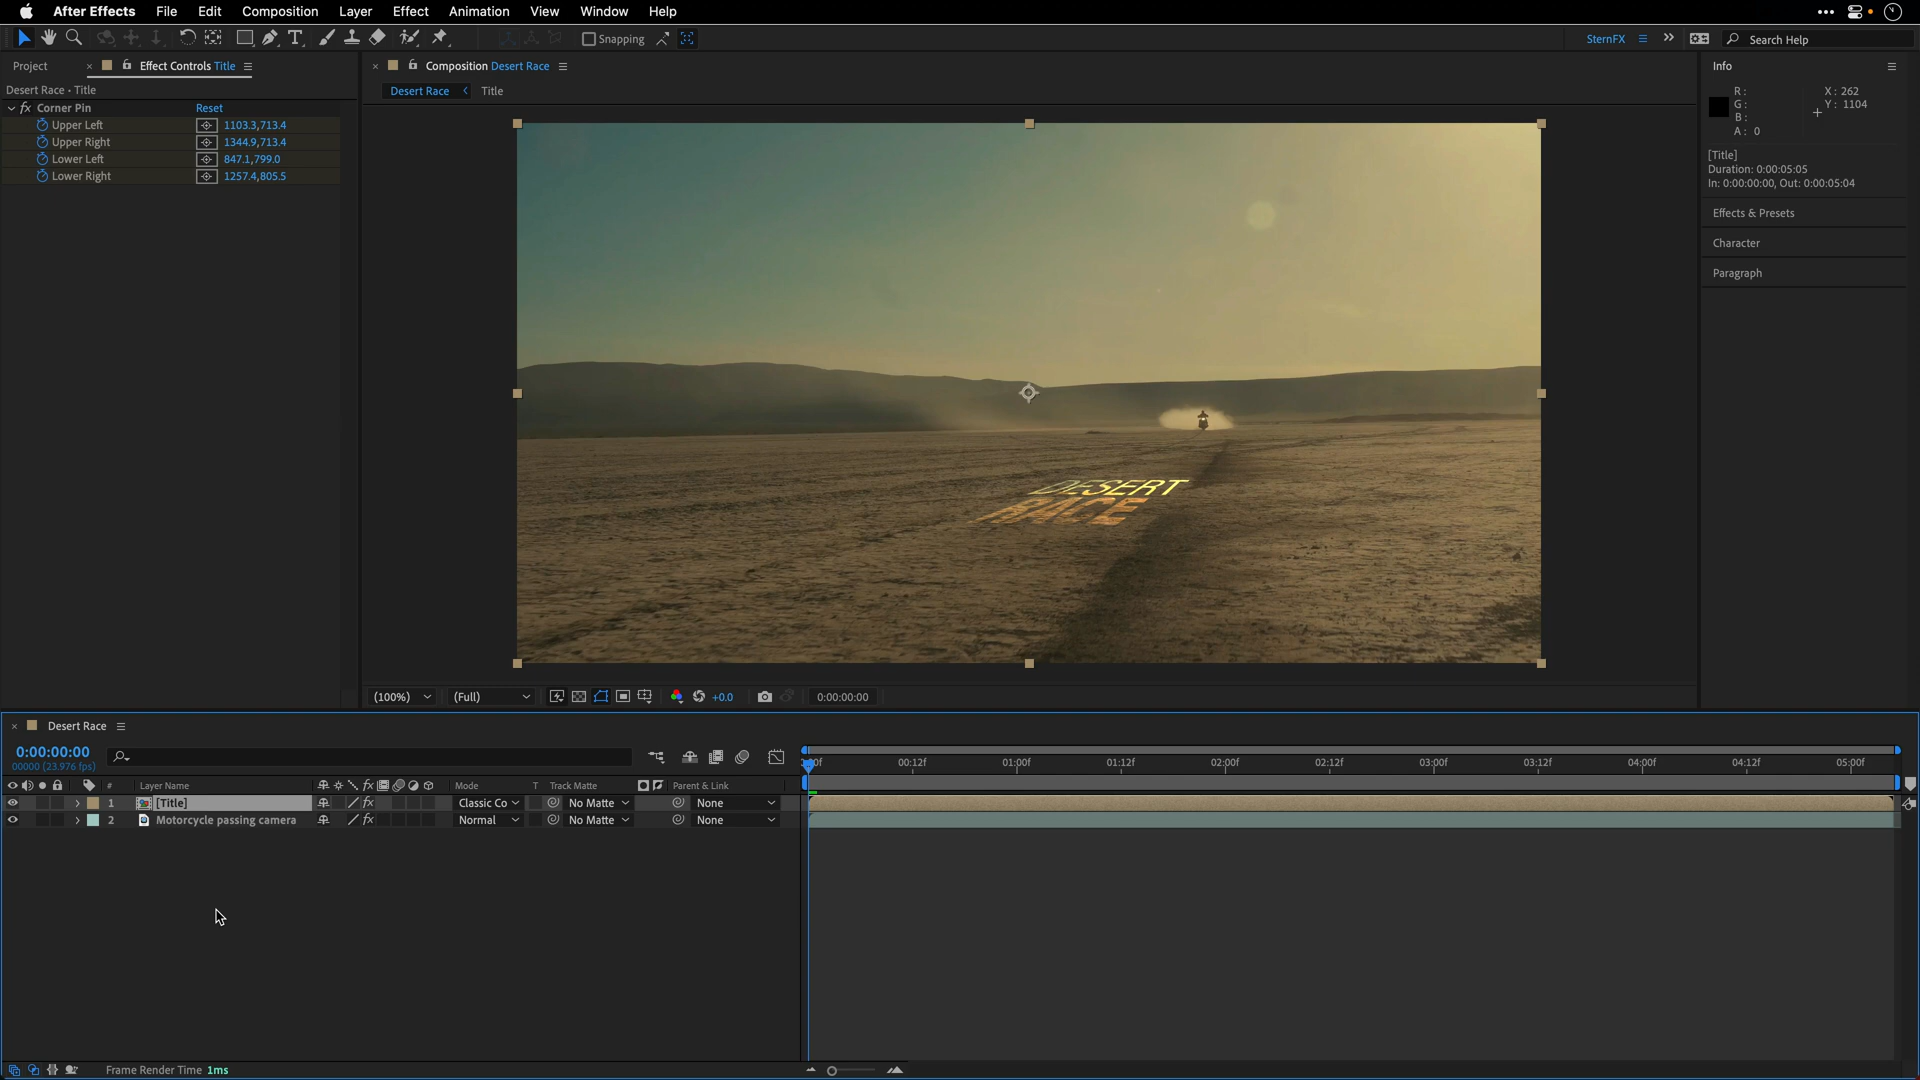 After Effects File Edit Composition Layer Effect Animation View Window Help
Snapping
SternFX
Search Help
Project
Effect Controls Title
Composition Desert Race
Info
Desert Race • Title
Desert Race
Title
fx Corner Pin Reset
Upper Left 1103.3,713.4
Upper Right 1344.9,713.4
Lower Left 847.1,799.0
Lower Right 1257.4,805.5
R:
G:
B:
A: 0
X: 262
Y: 1104
[Title]
Duration: 0:00:05:05
In: 0:00:00:00, Out: 0:00:05:04
Effects & Presets
Character
Paragraph
DESERT
RACE
(100%) (Full) +0.0 0:00:00:00
Desert Race
0:00:00:00
00000 (23.976 fps)
00:12f 01:00f 01:12f 02:00f 02:12f 03:00f 03:12f 04:00f 04:12f 05:00f
# Layer Name fx Mode T Track Matte Parent & Link
1 [Title] fx Classic Co No Matte None
2 Motorcycle passing camera fx Normal No Matte None
Frame Render Time 1ms